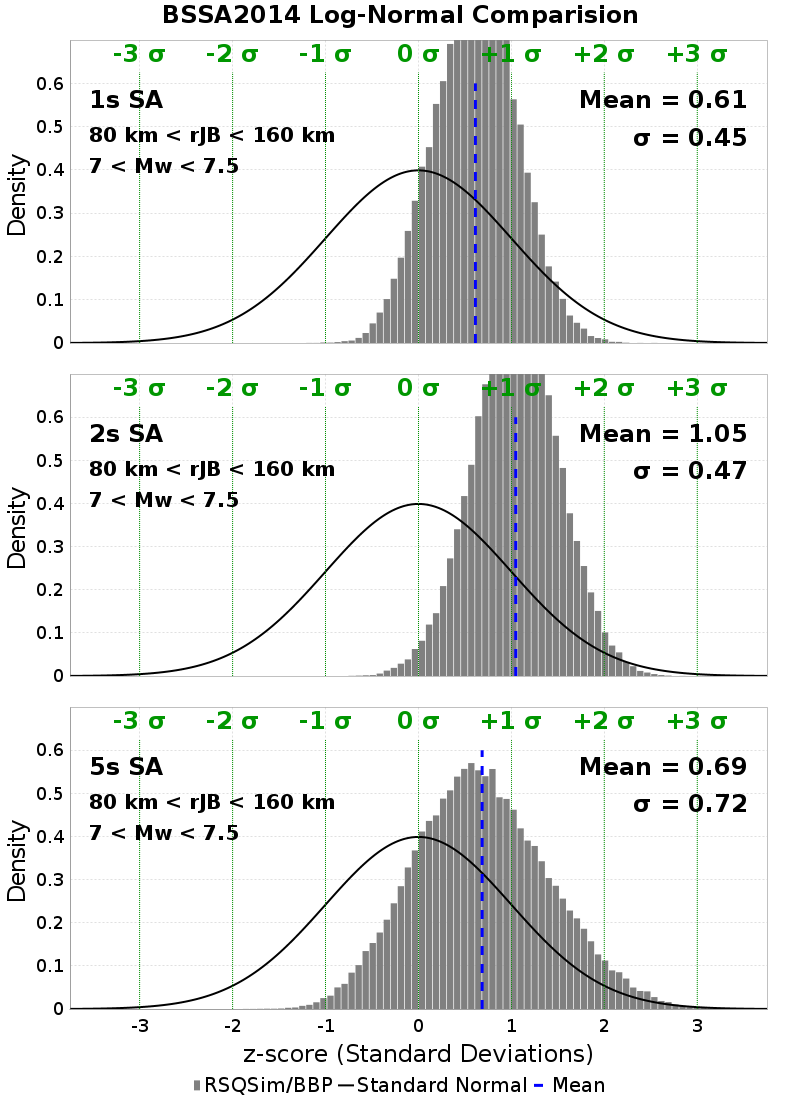 BSSA2014 Log-Normal Comparision
-3 σ -2 σ -1 σ 0 σ +1 σ +2 σ +3 σ
0.6
1s SA
Mean = 0.61
0.5
80 km < rJB < 160 km
σ = 0.45
0.4
7 < Mw < 7.5
Density
0.3
0.2
0.1
0
-3 σ -2 σ -1 σ 0 σ +1 σ +2 σ +3 σ
0.6
2s SA
Mean = 1.05
0.5
80 km < rJB < 160 km
σ = 0.47
0.4
7 < Mw < 7.5
Density
0.3
0.2
0.1
0
-3 σ -2 σ -1 σ 0 σ +1 σ +2 σ +3 σ
0.6
5s SA
Mean = 0.69
0.5
80 km < rJB < 160 km
σ = 0.72
0.4
7 < Mw < 7.5
Density
0.3
0.2
0.1
0
-3 -2 -1 0 1 2 3
z-score (Standard Deviations)
RSQSim/BBP Standard Normal Mean